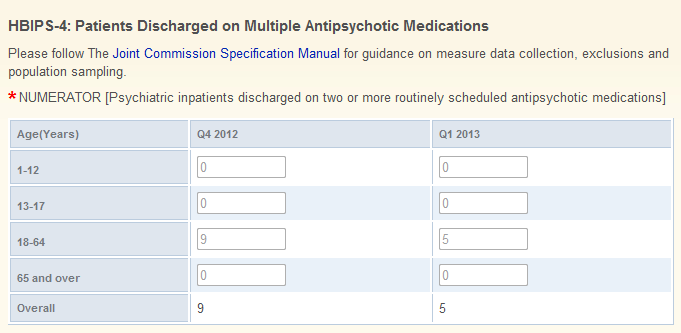 HBIPS-4: Patients Discharged on Multiple Antipsychotic Medications
Please follow The Joint Commission Specification Manual for guidance on measure data collection, exclusions and
population sampling.
* NUMERATOR [Psychiatric inpatients discharged on two or more routinely scheduled antipsychotic medications]
Age(Years) Q4 2012 Q1 2013
1-12 0 0
13-17 0 0
18-64 9 5
65 and over 0 0
Overall 9 5